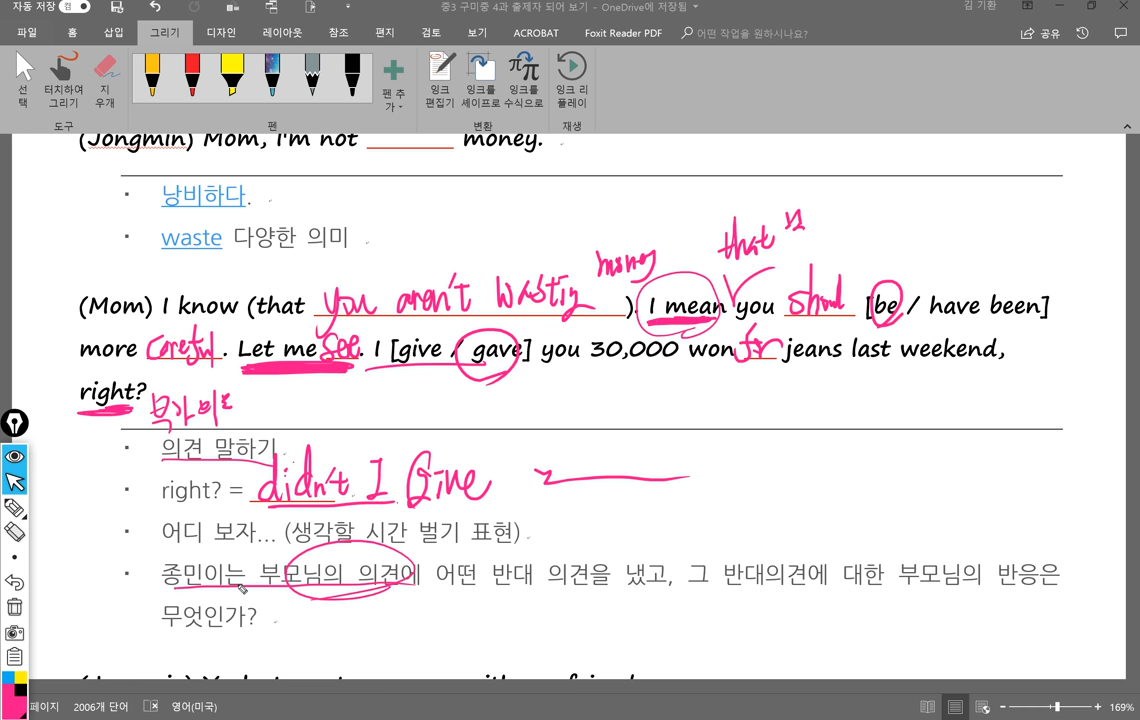 자동 저장 켬 중3 구미중 4과 출제자 되어 보기 - OneDrive에 저장됨 김 기환
파일 홈 삽입 그리기 디자인 레이아웃 참조 편지 검토 보기 ACROBAT Foxit Reader PDF 어떤 작업을 원하시나요? 공유
선택 터치하여 그리기 지우개 펜 추가 잉크 편집기 잉크를 셰이프로 잉크를 수식으로 잉크 리플레이
도구 펜 변환 재생
(Jongmin) Mom, I'm not ______ money.
낭비하다.
waste 다양한 의미
money that
(Mom) I know (that you aren't wasting ). I mean you should [be / have been]
more careful. Let me see. I [give / gave] you 30,000 won for jeans last weekend,
right? 부가의
의견 말하기
right? = didn't I give
어디 보자... (생각할 시간 벌기 표현)
종민이는 부모님의 의견에 어떤 반대 의견을 냈고, 그 반대의견에 대한 부모님의 반응은
무엇인가?
페이지 2006개 단어 영어(미국) 169%